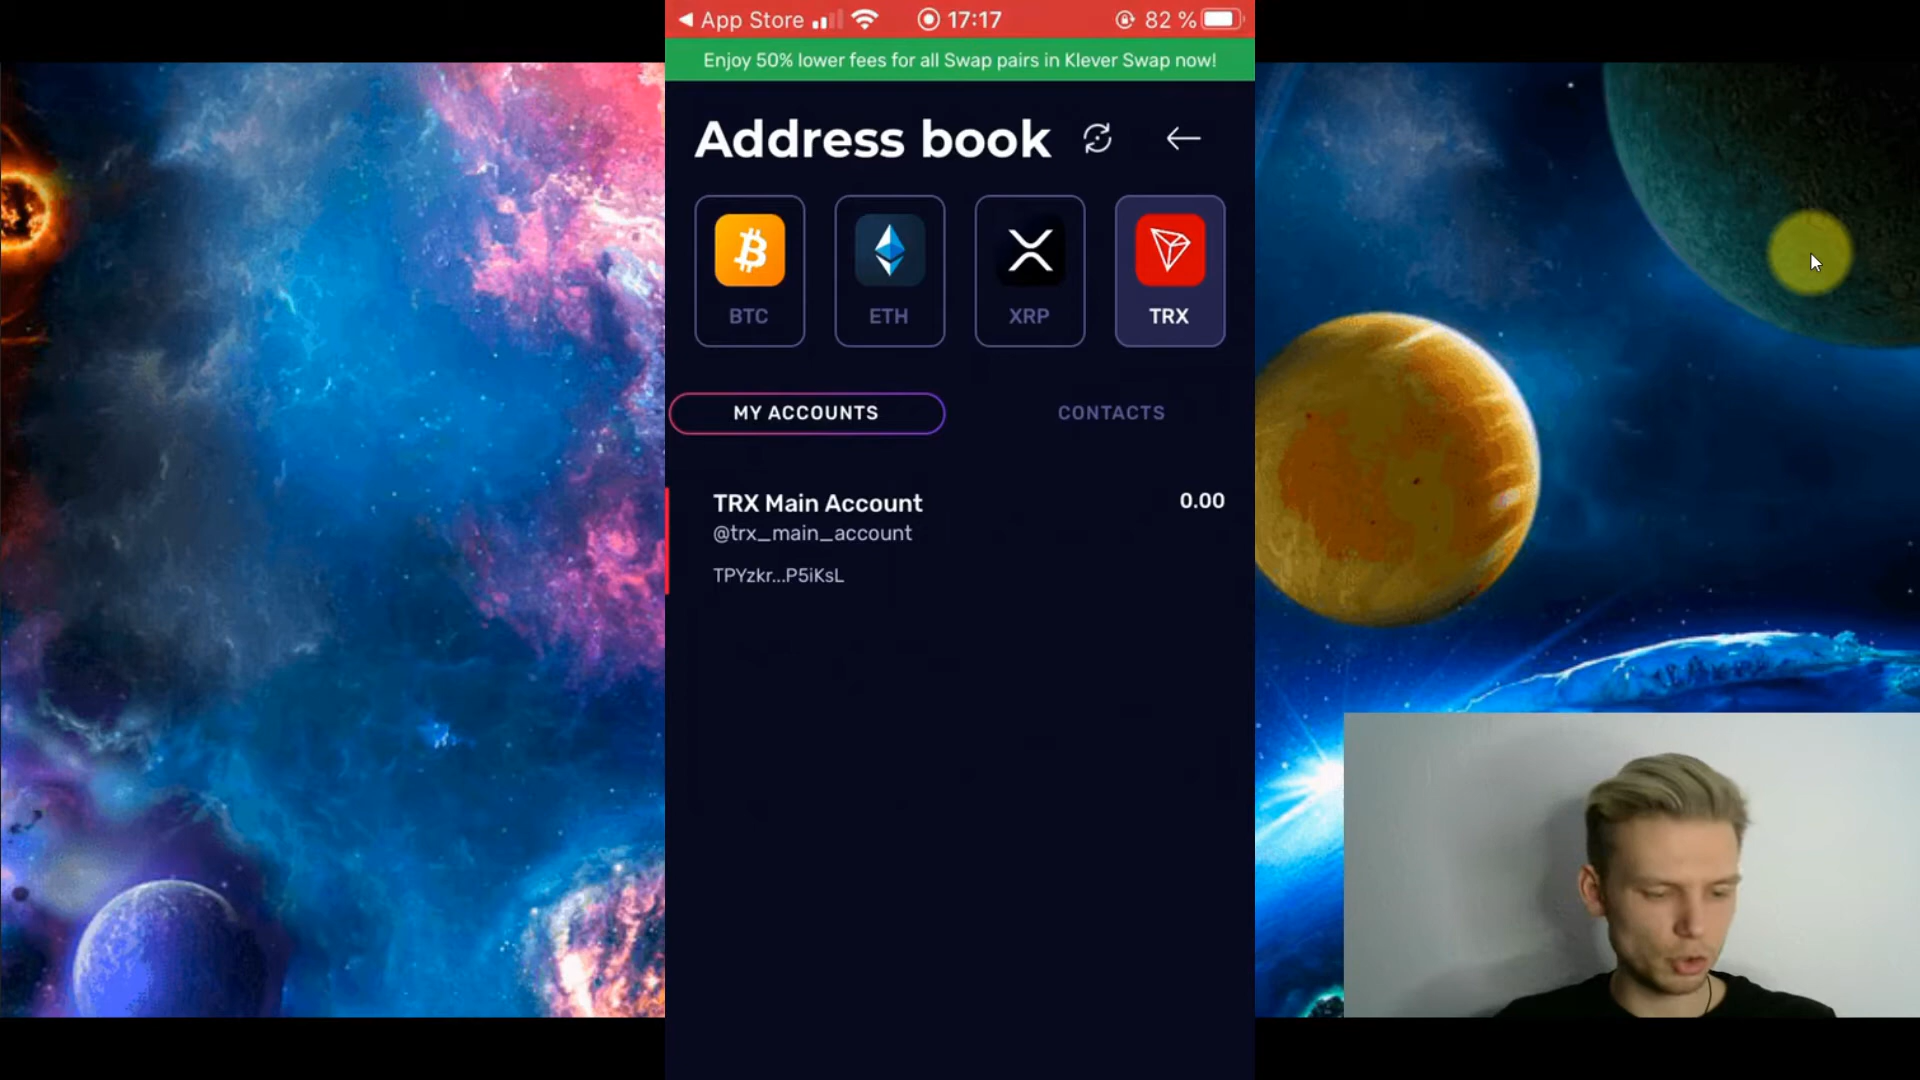 App Store
17:17
82 %
Enjoy 50% lower fees for all Swap pairs in Klever Swap now!
Address book
BTC
ETH
XRP
TRX
MY ACCOUNTS
CONTACTS
TRX Main Account
0.00
@trx_main_account
TPYzkr...P5iKsL